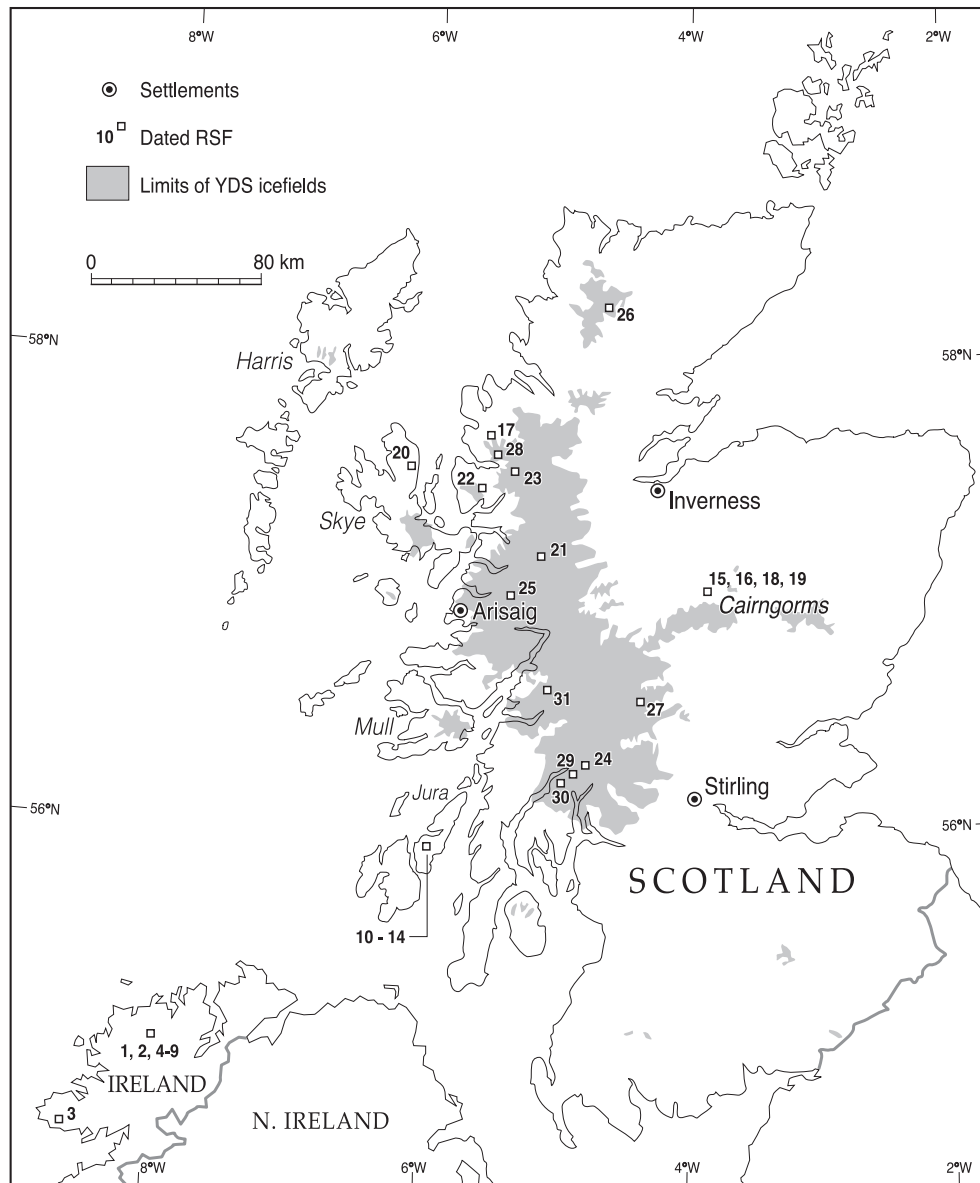 8°W
6°W
4°W
2°W
Settlements
10 Dated RSF
Limits of YDS icefields
0
80 km
26
58°N
58°N
Harris
17
28
20
23
22
Inverness
Skye
21
15, 16, 18, 19
25
Cairngorms
Arisaig
31
27
Mull
29
24
Jura
30
Stirling
56°N
56°N
SCOTLAND
10 - 14
1, 2, 4-9
IRELAND
3
N. IRELAND
8°W
6°W
4°W
2°W